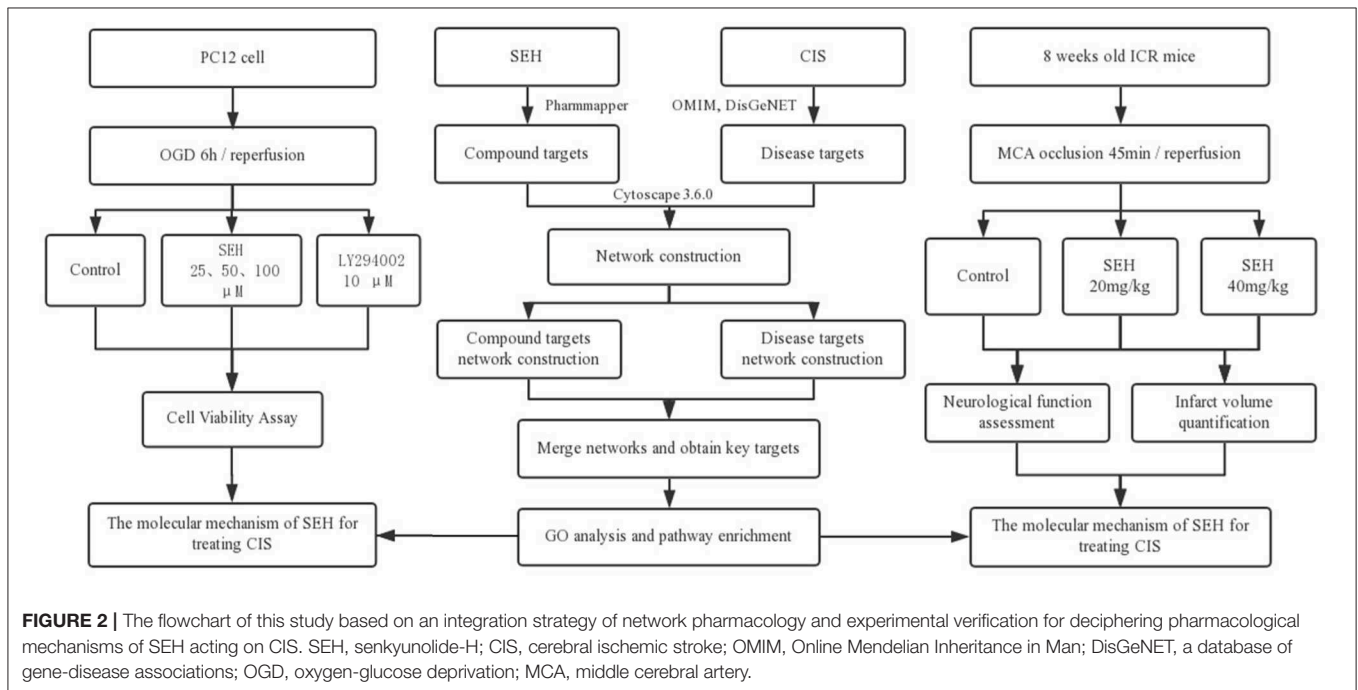 PC12 cell
SEH
CIS
8 weeks old ICR mice
Pharmmapper
OMIM, DisGeNET
OGD 6h / reperfusion
Compound targets
Disease targets
MCA occlusion 45min / reperfusion
Cytoscape 3.6.0
Control
SEH
25、50、100
μM
LY294002
10 μM
Network construction
Control
SEH
20mg/kg
SEH
40mg/kg
Compound targets
network construction
Disease targets
network construction
Cell Viability Assay
Neurological function
assessment
Infarct volume
quantification
Merge networks and obtain key targets
The molecular mechanism of SEH for
treating CIS
GO analysis and pathway enrichment
The molecular mechanism of SEH for
treating CIS
FIGURE 2 | The flowchart of this study based on an integration strategy of network pharmacology and experimental verification for deciphering pharmacological
mechanisms of SEH acting on CIS. SEH, senkyunolide-H; CIS, cerebral ischemic stroke; OMIM, Online Mendelian Inheritance in Man; DisGeNET, a database of
gene-disease associations; OGD, oxygen-glucose deprivation; MCA, middle cerebral artery.